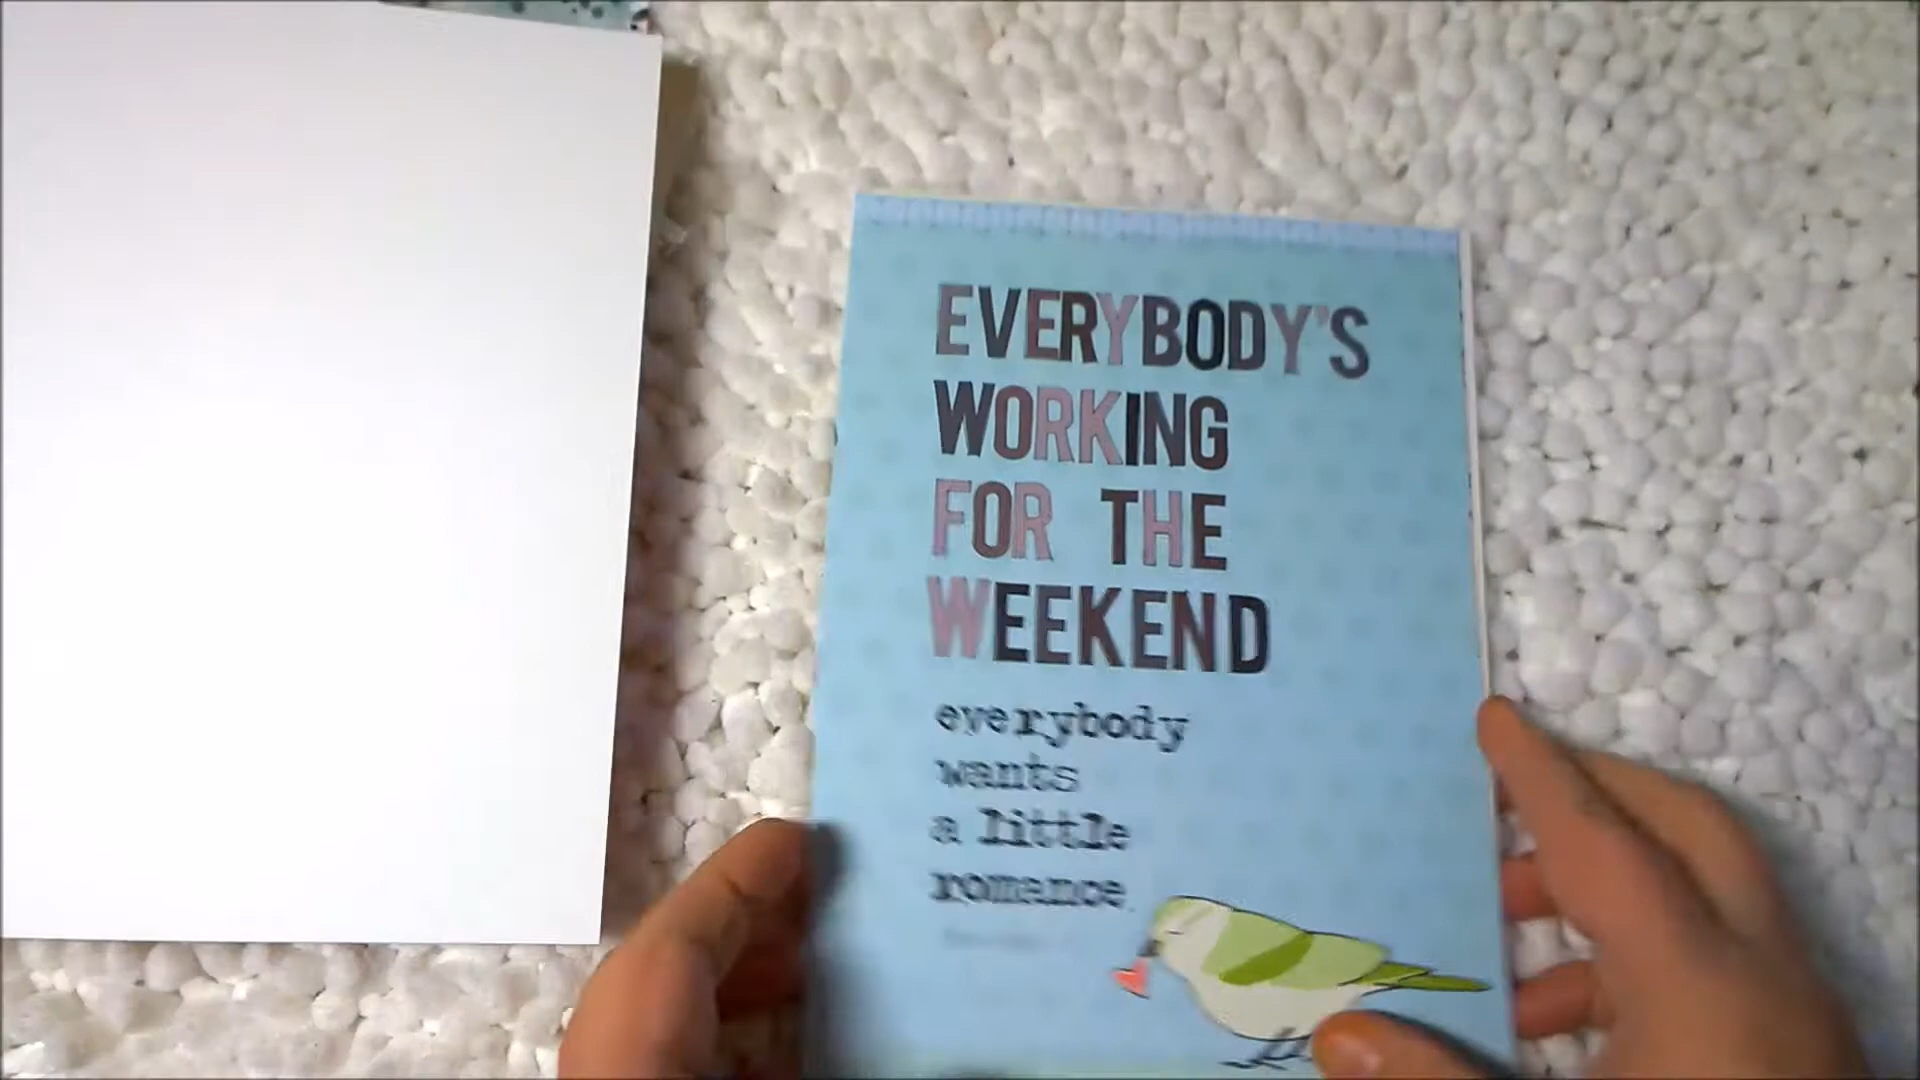 EVERYBODY'S
WORKING
FOR THE
WEEKEND
everybody
wants
a little
romance